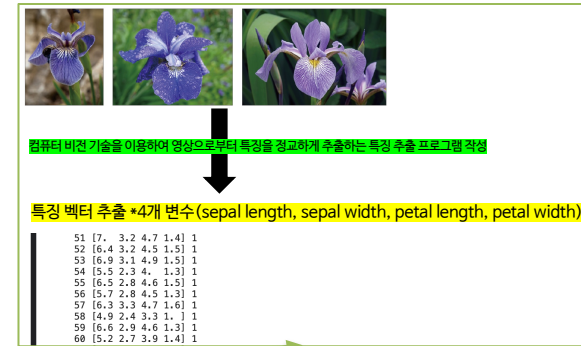 컴퓨터 비전 기술을 이용하여 영상으로부터 특징을 정교하게 추출하는 특징 추출 프로그램 작성
특징 벡터 추출 *4개 변수(sepal length, sepal width, petal length, petal width)
51 [7. 3.2 4.7 1.4] 1
52 [6.4 3.2 4.5 1.5] 1
53 [6.9 3.1 4.9 1.5] 1
54 [5.5 2.3 4. 1.3] 1
55 [6.5 2.8 4.6 1.5] 1
56 [5.7 2.8 4.5 1.3] 1
57 [6.3 3.3 4.7 1.6] 1
58 [4.9 2.4 3.3 1. ] 1
59 [6.6 2.9 4.6 1.3] 1
60 [5.2 2.7 3.9 1.4] 1